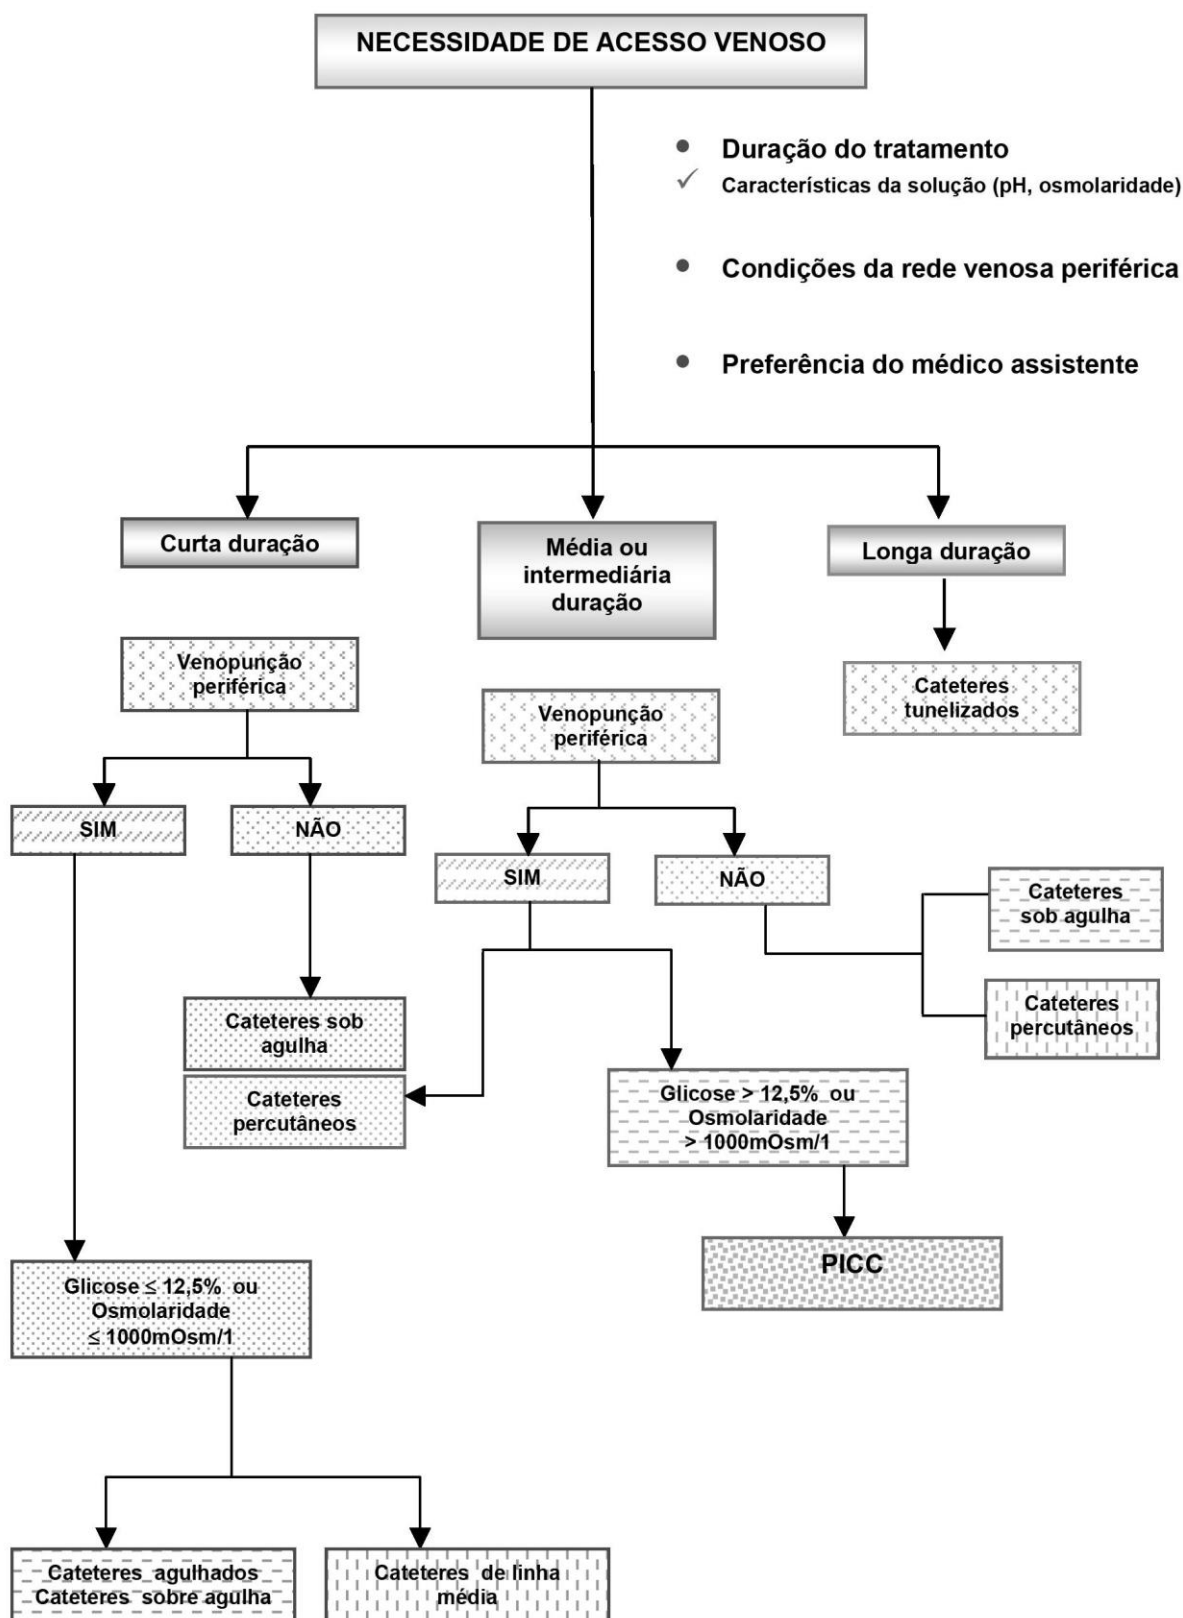 NECESSIDADE DE ACESSO VENOSO
Duração do tratamento
Características da solução (pH, osmolaridade)
Condições da rede venosa periférica
Preferência do médico assistente
Curta duração
Média ou
intermediária
duração
Longa duração
Venopunção
periférica
Venopunção
periférica
Cateteres
tunelizados
SIM
NÃO
SIM
NÃO
Cateteres
sob agulha
Cateteres
percutâneos
Cateteres sob
agulha
Cateteres
percutâneos
Glicose > 12,5% ou
Osmolaridade
> 1000mOsm/1
PICC
Glicose ≤ 12,5% ou
Osmolaridade
≤ 1000mOsm/1
Cateteres agulhados
Cateteres sobre agulha
Cateteres de linha
média